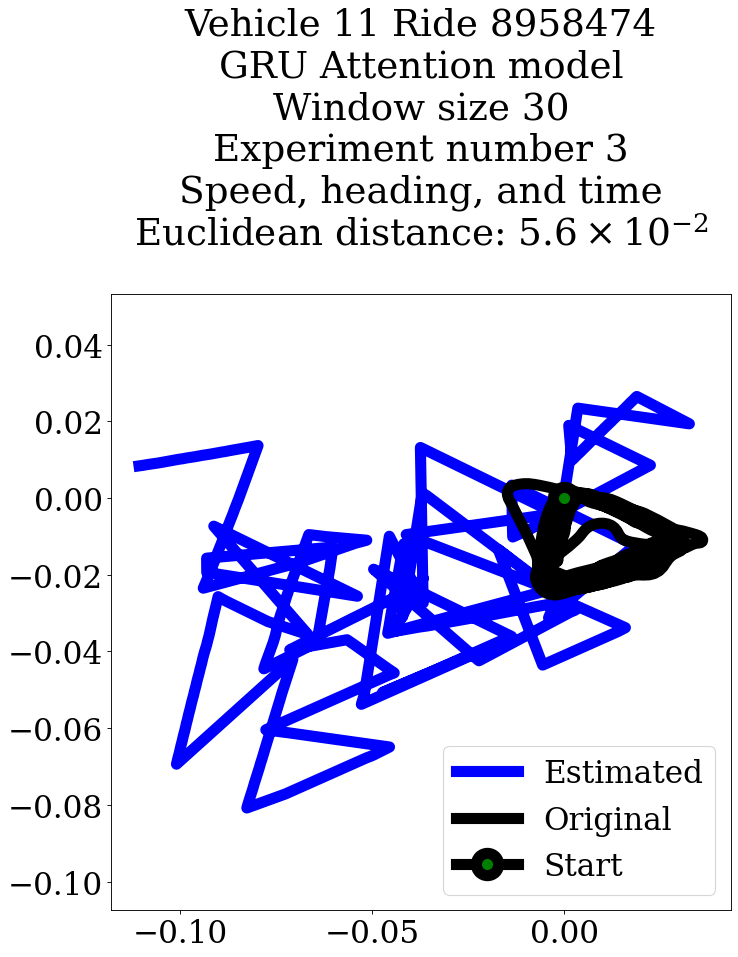 Vehicle 11 Ride 8958474
GRU Attention model
Window size 30
Experiment number 3
Speed, heading, and time
Euclidean distance: 5.6 × 10⁻²
0.04
0.02
0.00
−0.02
−0.04
−0.06
−0.08
−0.10
−0.10 −0.05 0.00
Estimated
Original
Start